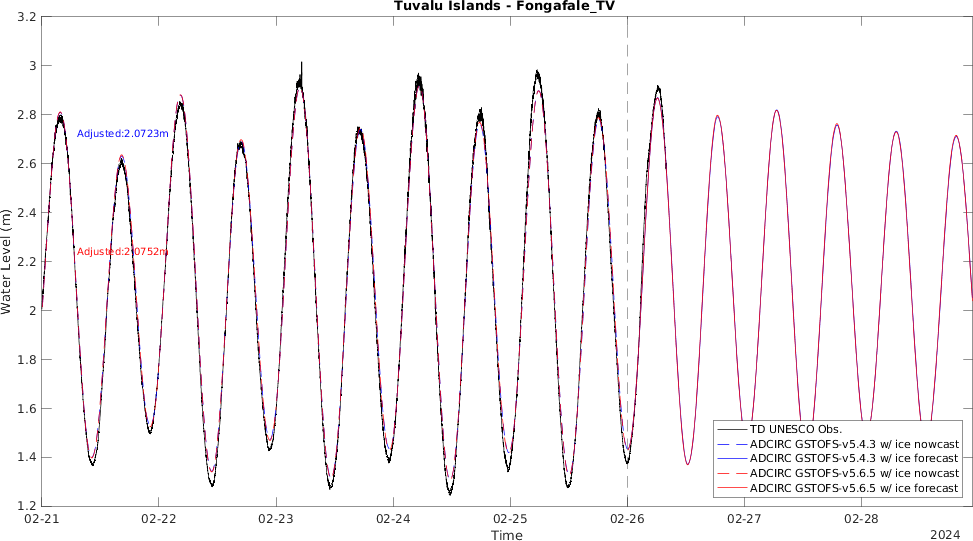 Tuvalu Islands - Fongafale_TV
3.2
3
2.8
2.6
2.4
2.2
2
1.8
1.6
1.4
1.2
Water Level (m)
Adjusted:2.0723m
Adjusted:2.0752m
TD UNESCO Obs.
ADCIRC GSTOFS-v5.4.3 w/ ice nowcast
ADCIRC GSTOFS-v5.4.3 w/ ice forecast
ADCIRC GSTOFS-v5.6.5 w/ ice nowcast
ADCIRC GSTOFS-v5.6.5 w/ ice forecast
02-21 02-22 02-23 02-24 02-25 02-26 02-27 02-28
Time
2024